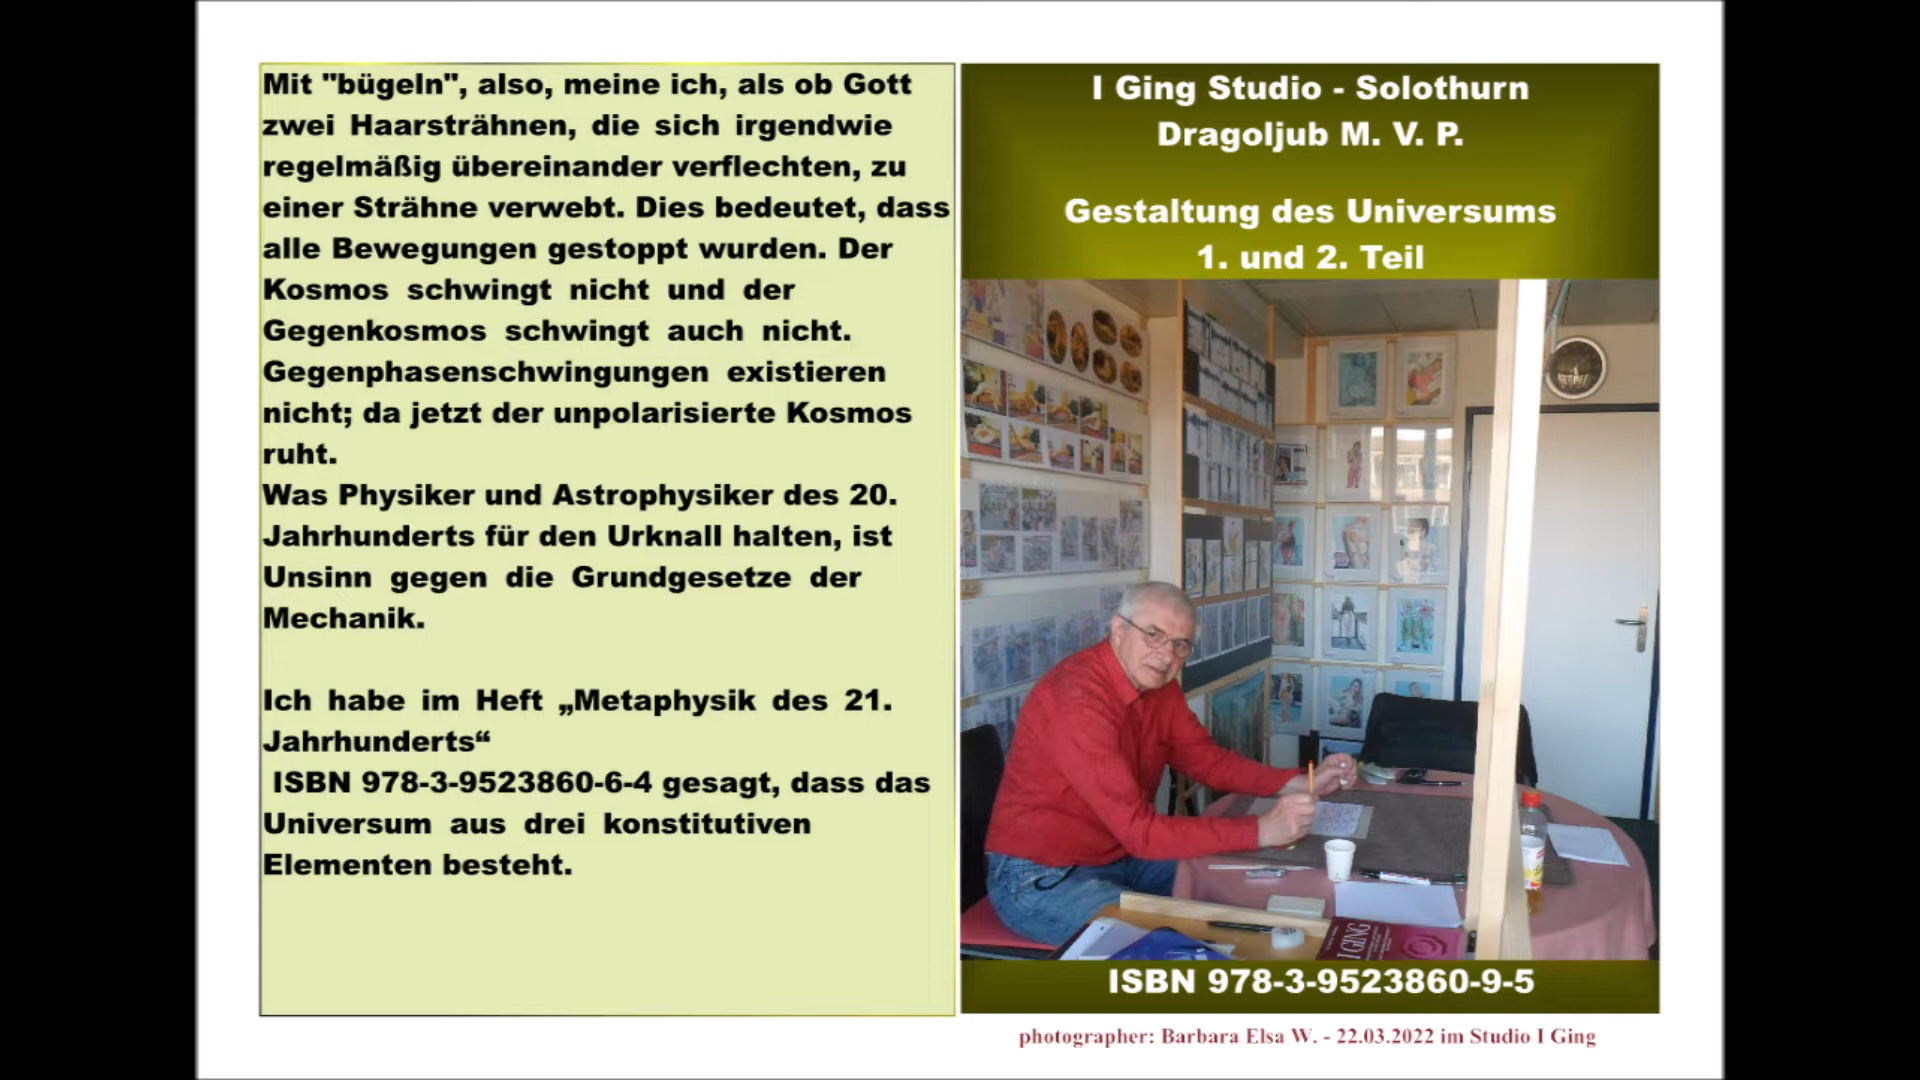 Mit "bügeln", also, meine ich, als ob Gott
zwei Haarsträhnen, die sich irgendwie
regelmäßig übereinander verflechten, zu
einer Strähne verwebt. Dies bedeutet, dass
alle Bewegungen gestoppt wurden. Der
Kosmos schwingt nicht und der
Gegenkosmos schwingt auch nicht.
Gegenphasenschwingungen existieren
nicht; da jetzt der unpolarisierte Kosmos
ruht.
Was Physiker und Astrophysiker des 20.
Jahrhunderts für den Urknall halten, ist
Unsinn gegen die Grundgesetze der
Mechanik.
Ich habe im Heft „Metaphysik des 21.
Jahrhunderts“
ISBN 978-3-9523860-6-4 gesagt, dass das
Universum aus drei konstitutiven
Elementen besteht.
I Ging Studio - Solothurn
Dragoljub M. V. P.
Gestaltung des Universums
1. und 2. Teil
I GING
ISBN 978-3-9523860-9-5
photographer: Barbara Elsa W. - 22.03.2022 im Studio I Ging